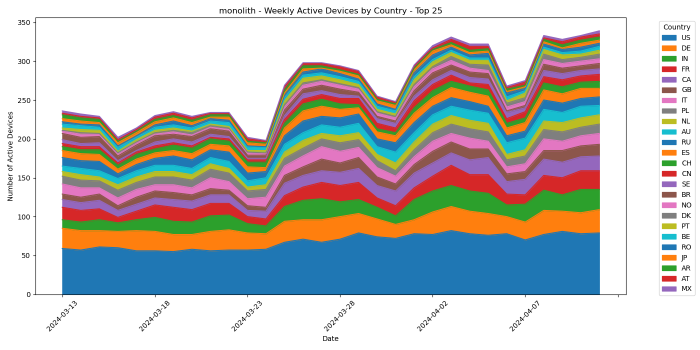 monolith - Weekly Active Devices by Country - Top 25
Number of Active Devices
350
300
250
200
150
100
50
0
2024-03-13
2024-03-18
2024-03-23
2024-03-28
2024-04-02
2024-04-07
Date
Country
US
DE
IN
FR
CA
GB
IT
PL
NL
AU
RU
ES
CH
CN
SE
BR
NO
DK
PT
BE
RO
JP
AR
AT
MX